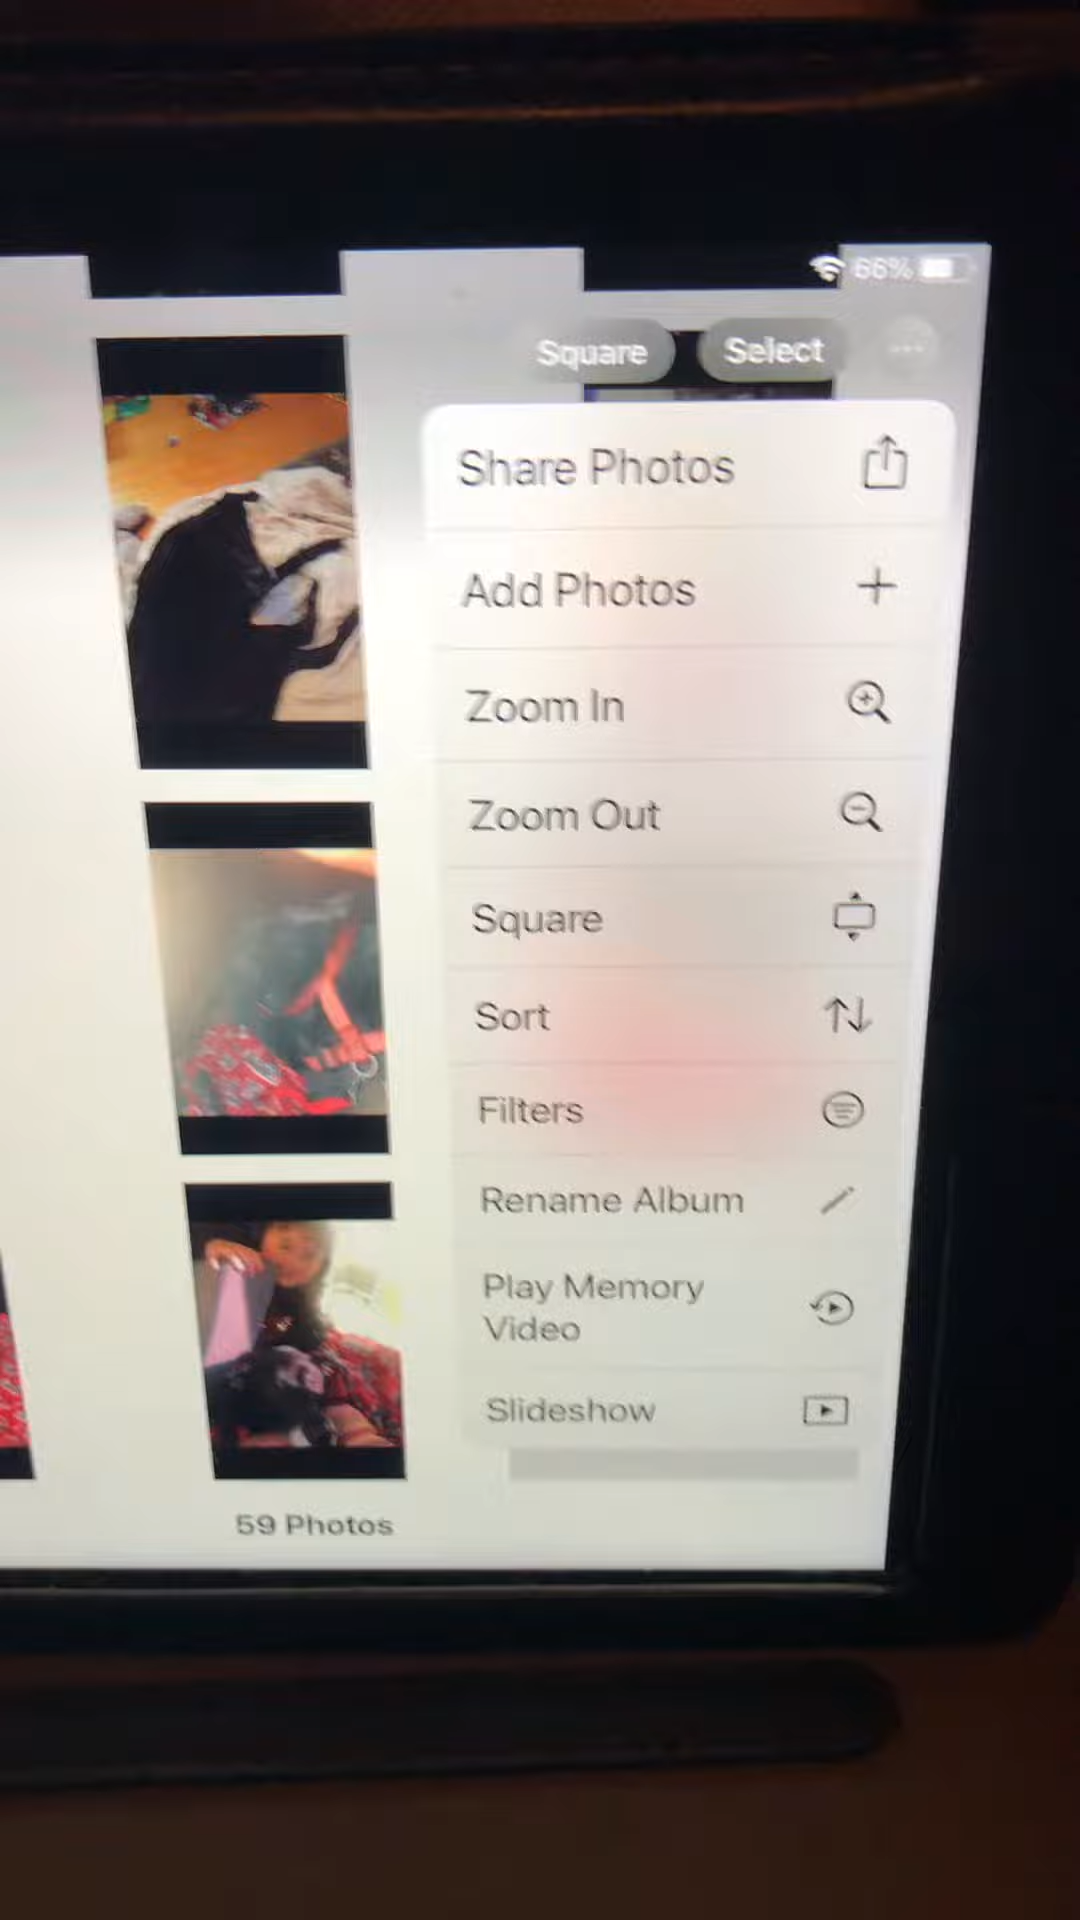 66%
Square Select
Share Photos
Add Photos
Zoom In
Zoom Out
Square
Sort
Filters
Rename Album
Play Memory
Video
Slideshow
59 Photos